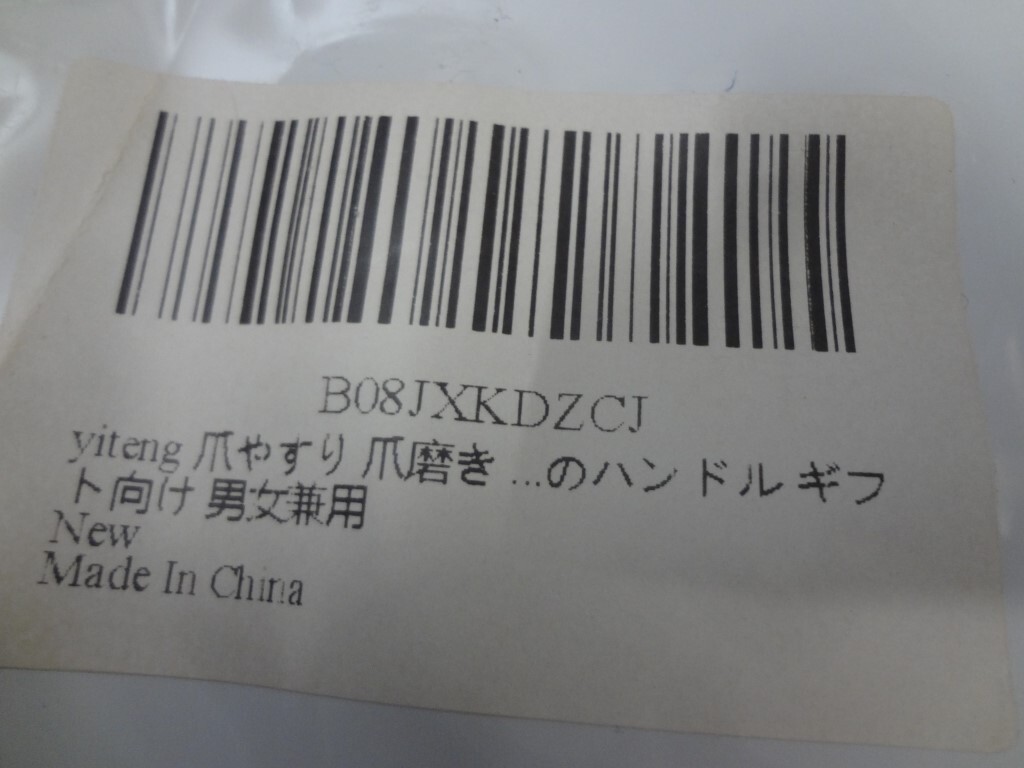 B08JXKDZCJ
yiteng 爪やすり 爪磨き ...のハンドル ギフ
ト向け 男女兼用
New
Made In China